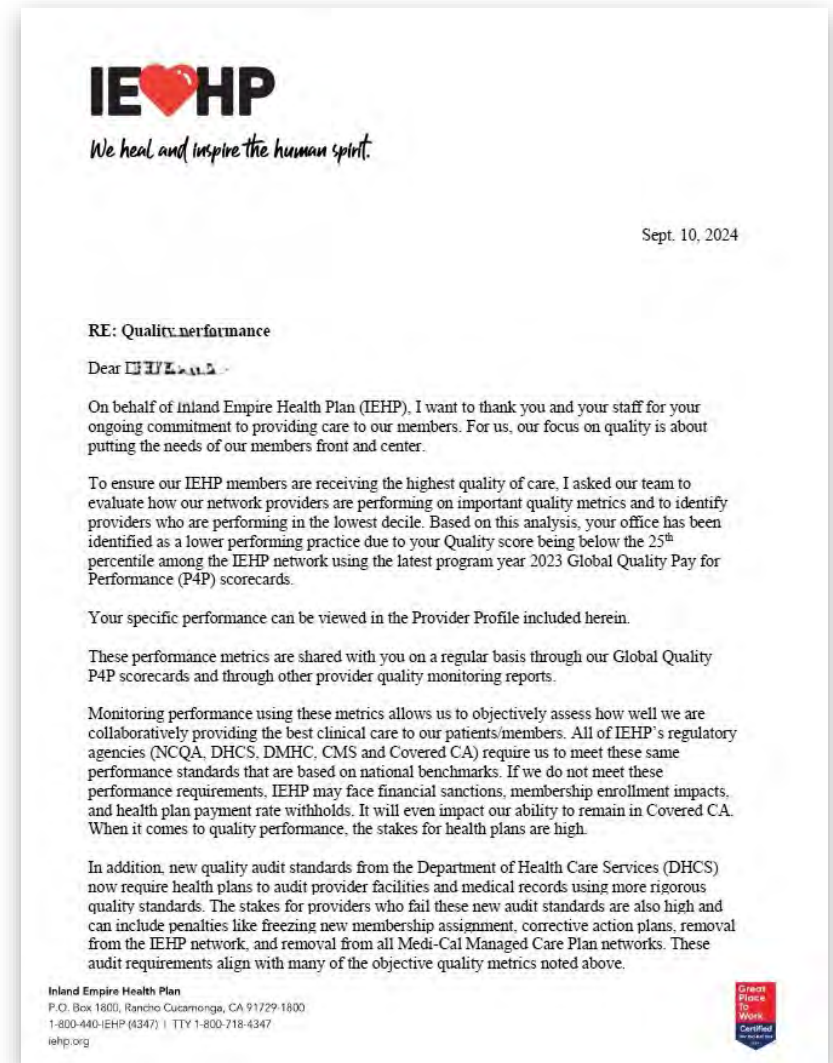 IEHP
We heal and inspire the human spirit.
Sept. 10, 2024
RE: Quality performance
Dear
On behalf of Inland Empire Health Plan (IEHP), I want to thank you and your staff for your
ongoing commitment to providing care to our members. For us, our focus on quality is about
putting the needs of our members front and center.
To ensure our IEHP members are receiving the highest quality of care, I asked our team to
evaluate how our network providers are performing on important quality metrics and to identify
providers who are performing in the lowest decile. Based on this analysis, your office has been
identified as a lower performing practice due to your Quality score being below the 25th
percentile among the IEHP network using the latest program year 2023 Global Quality Pay for
Performance (P4P) scorecards.
Your specific performance can be viewed in the Provider Profile included herein.
These performance metrics are shared with you on a regular basis through our Global Quality
P4P scorecards and through other provider quality monitoring reports.
Monitoring performance using these metrics allows us to objectively assess how well we are
collaboratively providing the best clinical care to our patients/members. All of IEHP's regulatory
agencies (NCQA, DHCS, DMHC, CMS and Covered CA) require us to meet these same
performance standards that are based on national benchmarks. If we do not meet these
performance requirements, IEHP may face financial sanctions, membership enrollment impacts,
and health plan payment rate withholds. It will even impact our ability to remain in Covered CA.
When it comes to quality performance, the stakes for health plans are high.
In addition, new quality audit standards from the Department of Health Care Services (DHCS)
now require health plans to audit provider facilities and medical records using more rigorous
quality standards. The stakes for providers who fail these new audit standards are also high and
can include penalties like freezing new membership assignment, corrective action plans, removal
from the IEHP network, and removal from all Medi-Cal Managed Care Plan networks. These
audit requirements align with many of the objective quality metrics noted above.
Inland Empire Health Plan
P.O. Box 1800, Rancho Cucamonga, CA 91729-1800
1-800-440-IEHP (4347) | TTY 1-800-718-4347
iehp.org
Great
Place
To
Work
Certified